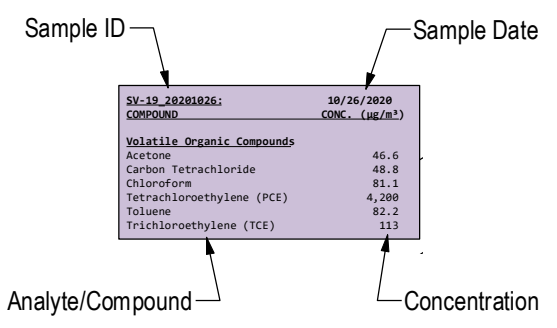 Sample ID Sample Date
SV-19_20201026: 10/26/2020
COMPOUND CONC. (µg/m³)
Volatile Organic Compounds
Acetone 46.6
Carbon Tetrachloride 48.8
Chloroform 81.1
Tetrachloroethylene (PCE) 4,200
Toluene 82.2
Trichloroethylene (TCE) 113
Analyte/Compound Concentration